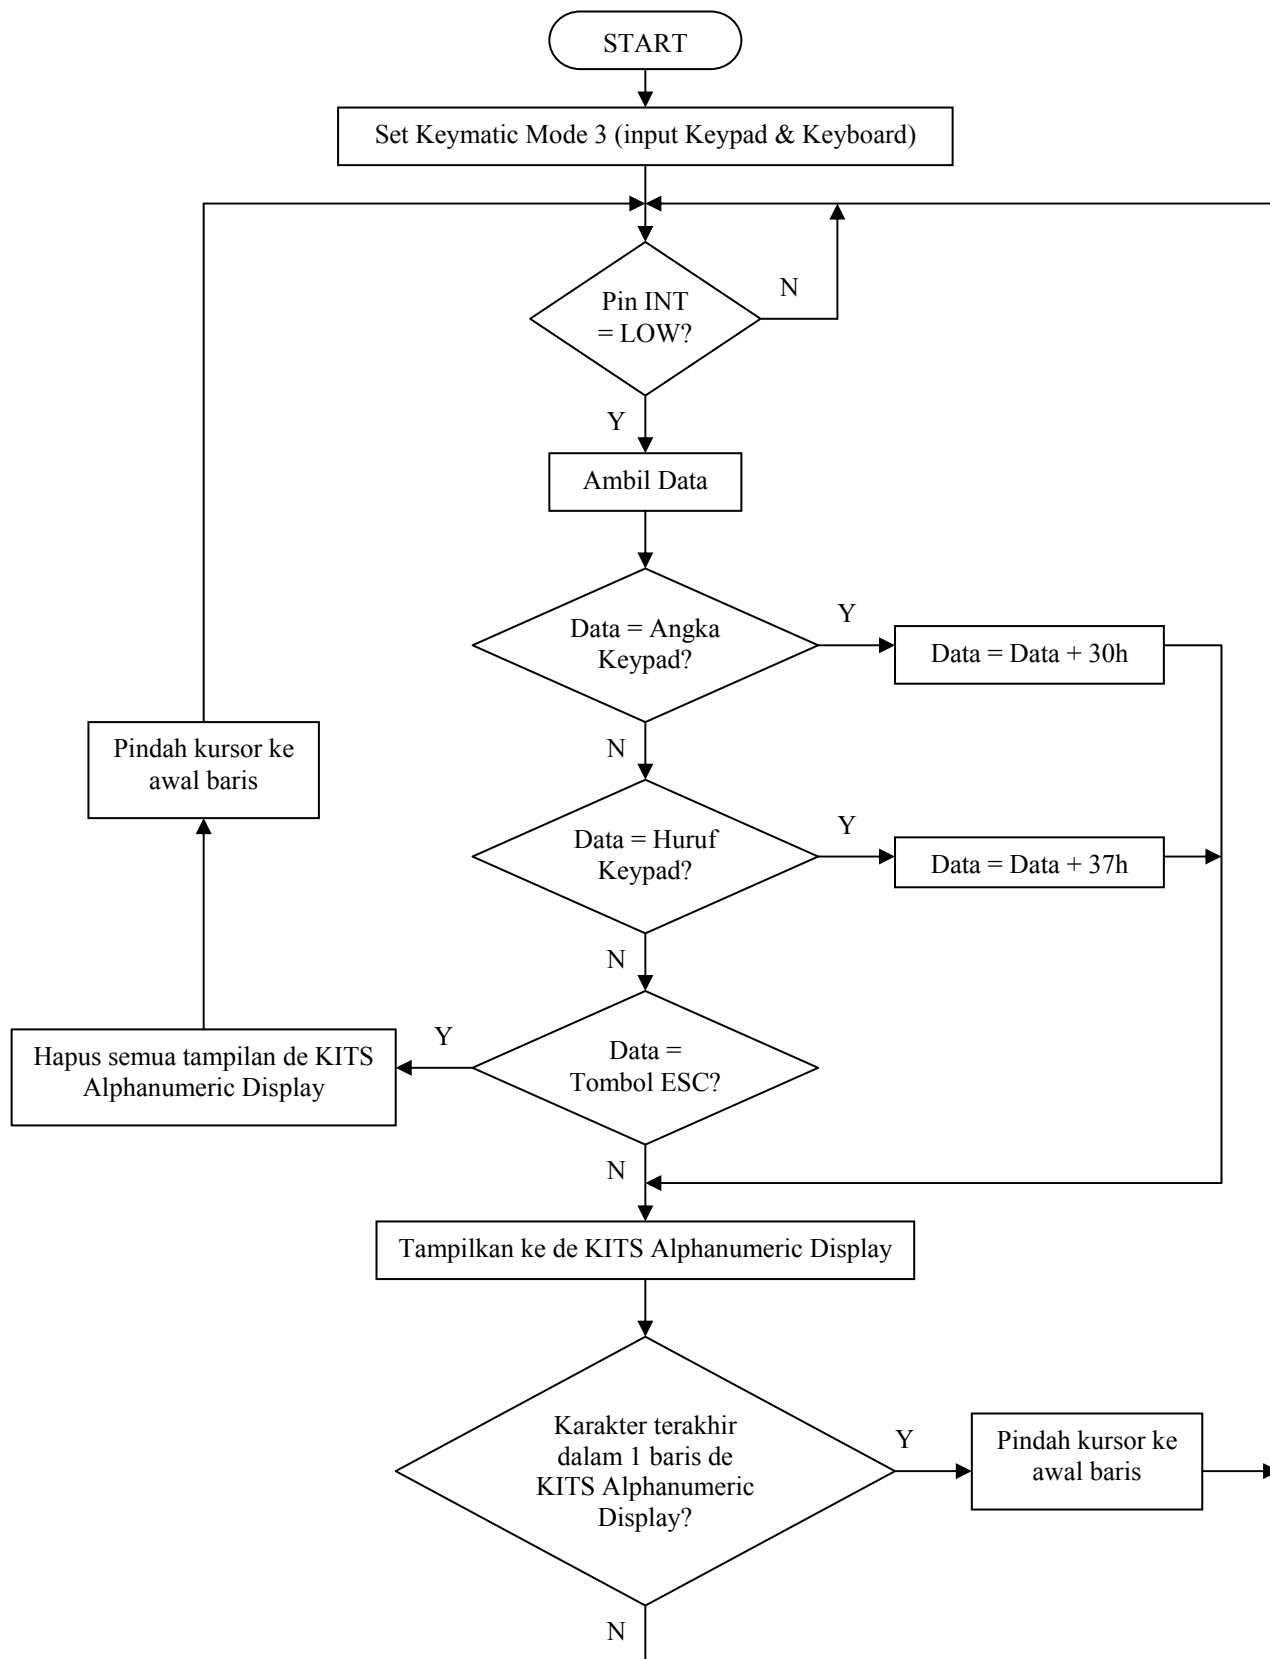 START
Set Keymatic Mode 3 (input Keypad & Keyboard)
Pin INT
= LOW?
N
Y
Ambil Data
Data = Angka
Keypad?
Y
Data = Data + 30h
N
Pindah kursor ke
awal baris
Data = Huruf
Keypad?
Y
Data = Data + 37h
N
Hapus semua tampilan de KITS
Alphanumeric Display
Y
Data =
Tombol ESC?
N
Tampilkan ke de KITS Alphanumeric Display
Karakter terakhir
dalam 1 baris de
KITS Alphanumeric
Display?
Y
Pindah kursor ke
awal baris
N